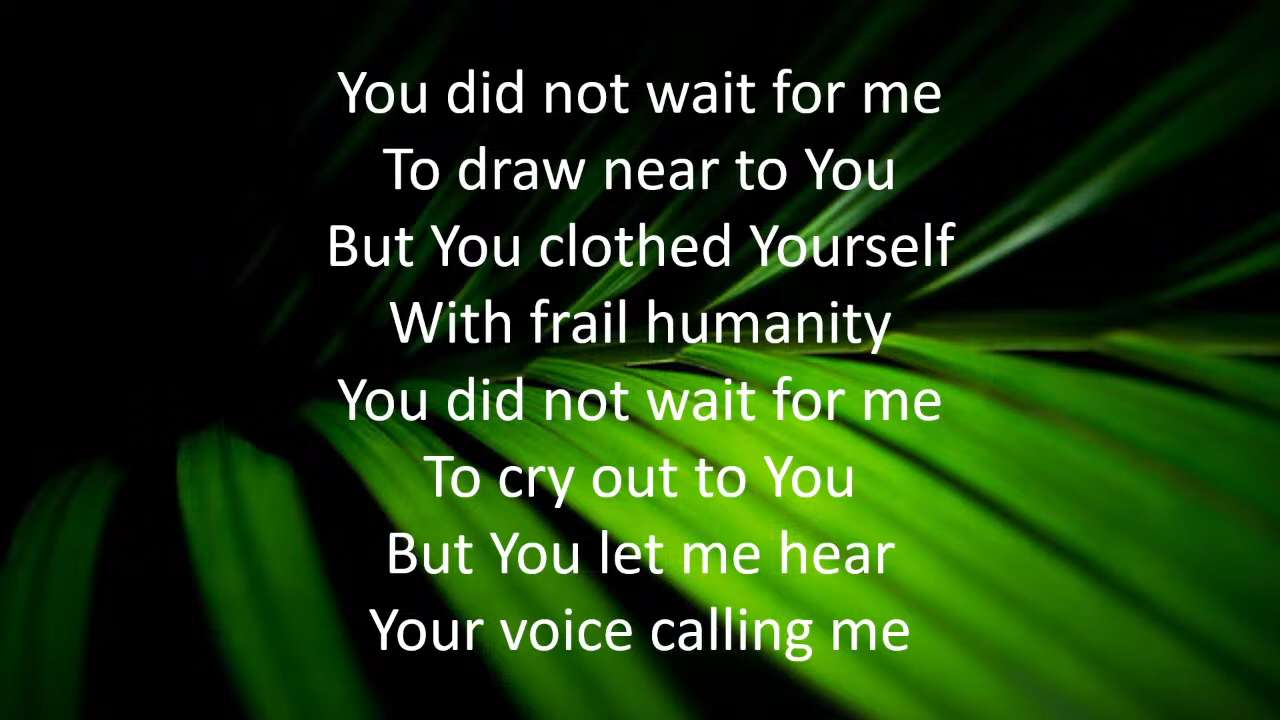 You did not wait for me
To draw near to You
But You clothed Yourself
With frail humanity
You did not wait for me
To cry out to You
But You let me hear
Your voice calling me